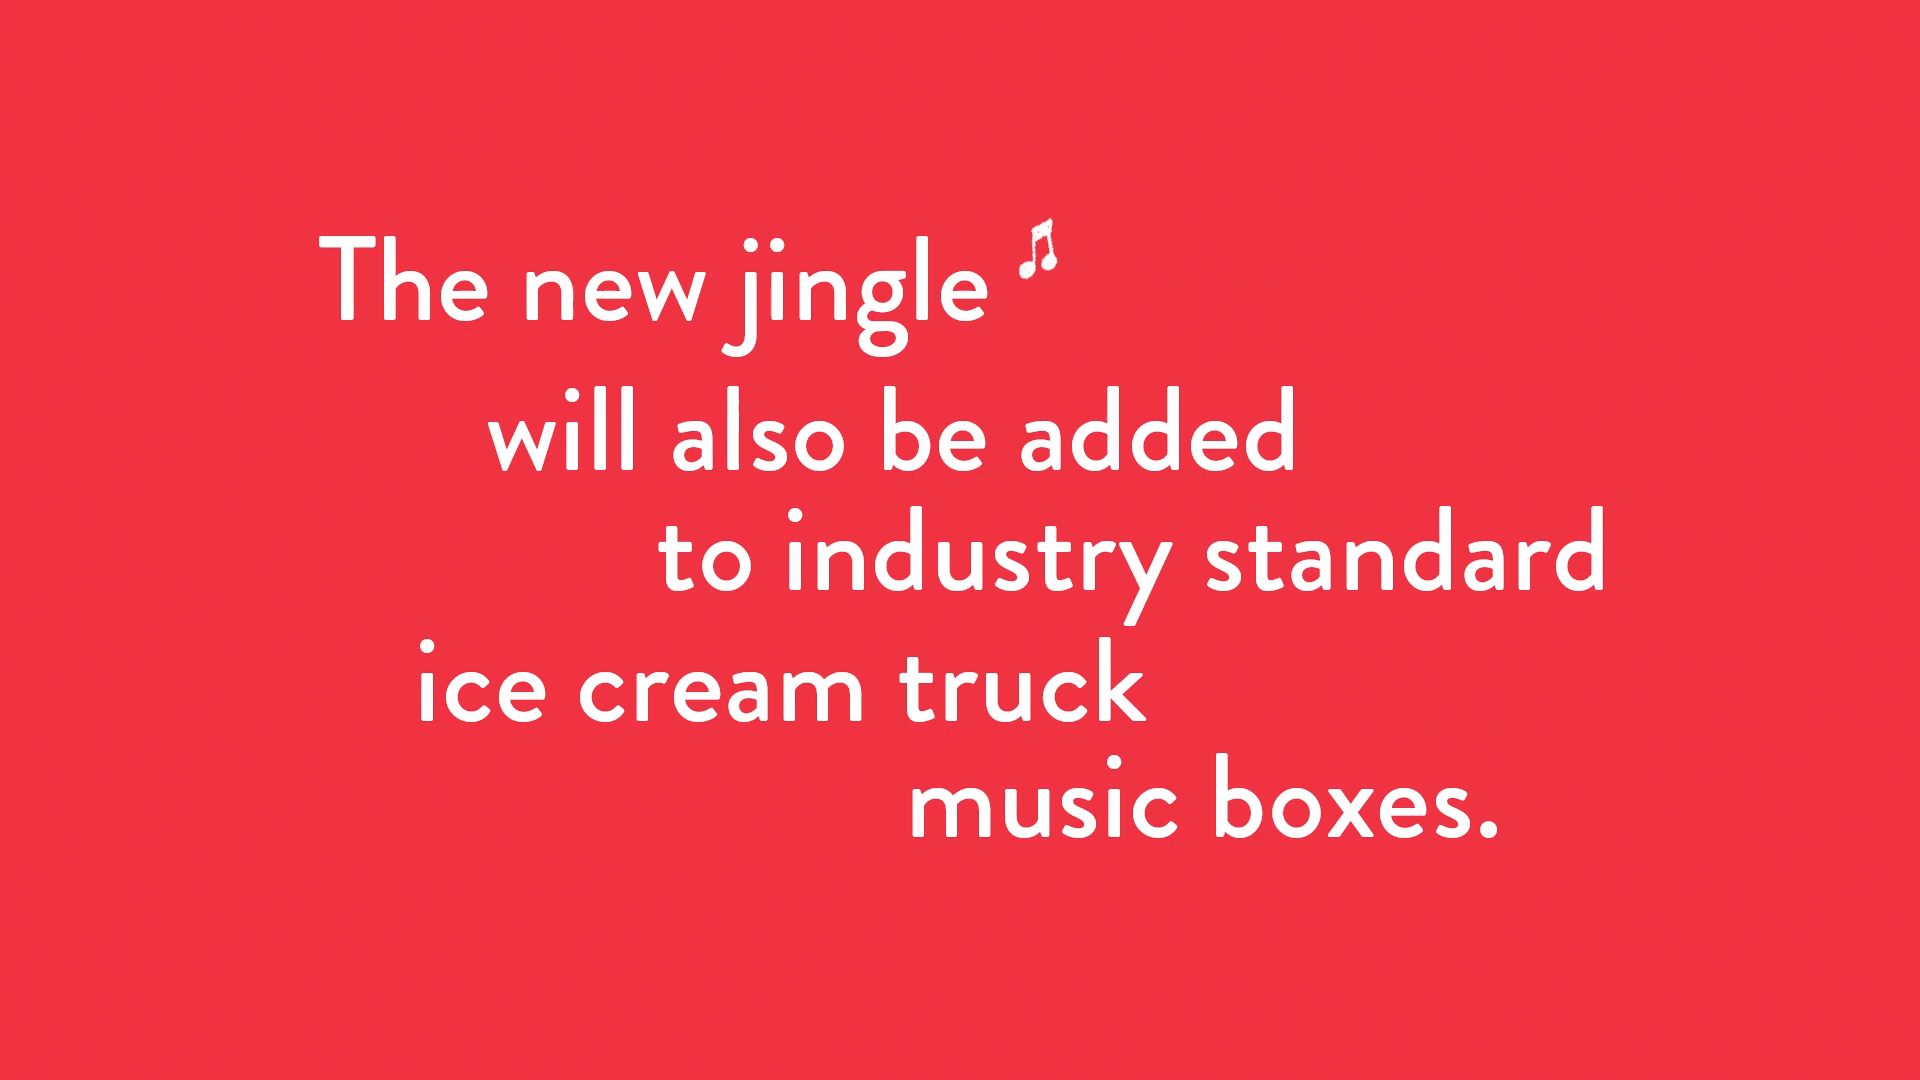 The new jingle
will also be added
to industry standard
ice cream truck
music boxes.